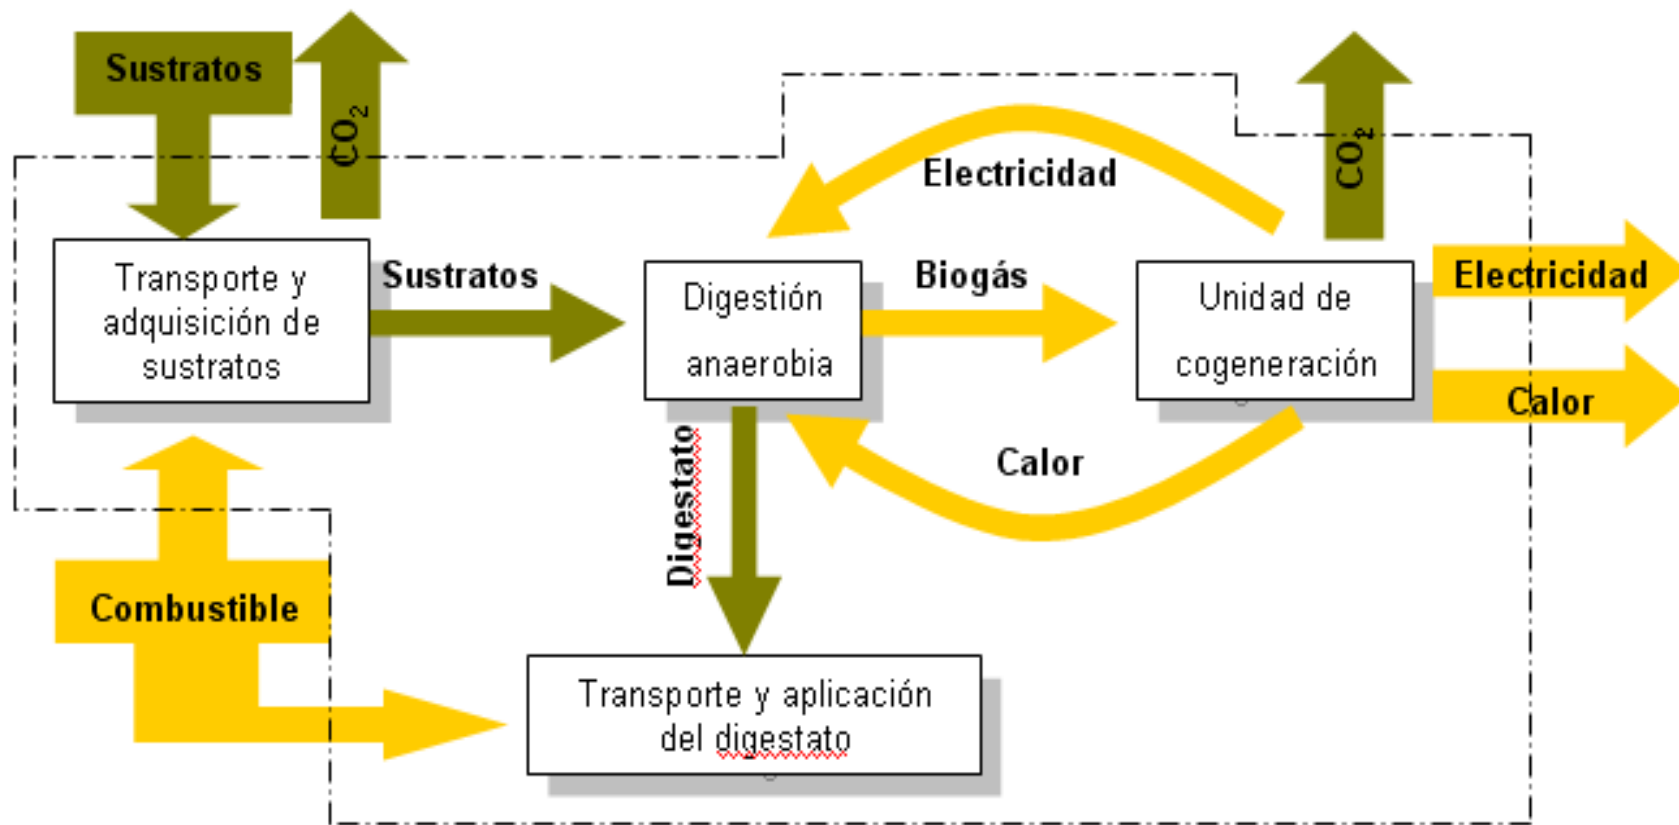 Sustratos
CO2
CO2
Electricidad
Transporte y
adquisición de
sustratos
Sustratos
Digestión
anaerobia
Biogás
Unidad de
cogeneración
Electricidad
Calor
Calor
Digestato
Combustible
Transporte y aplicación
del digestato